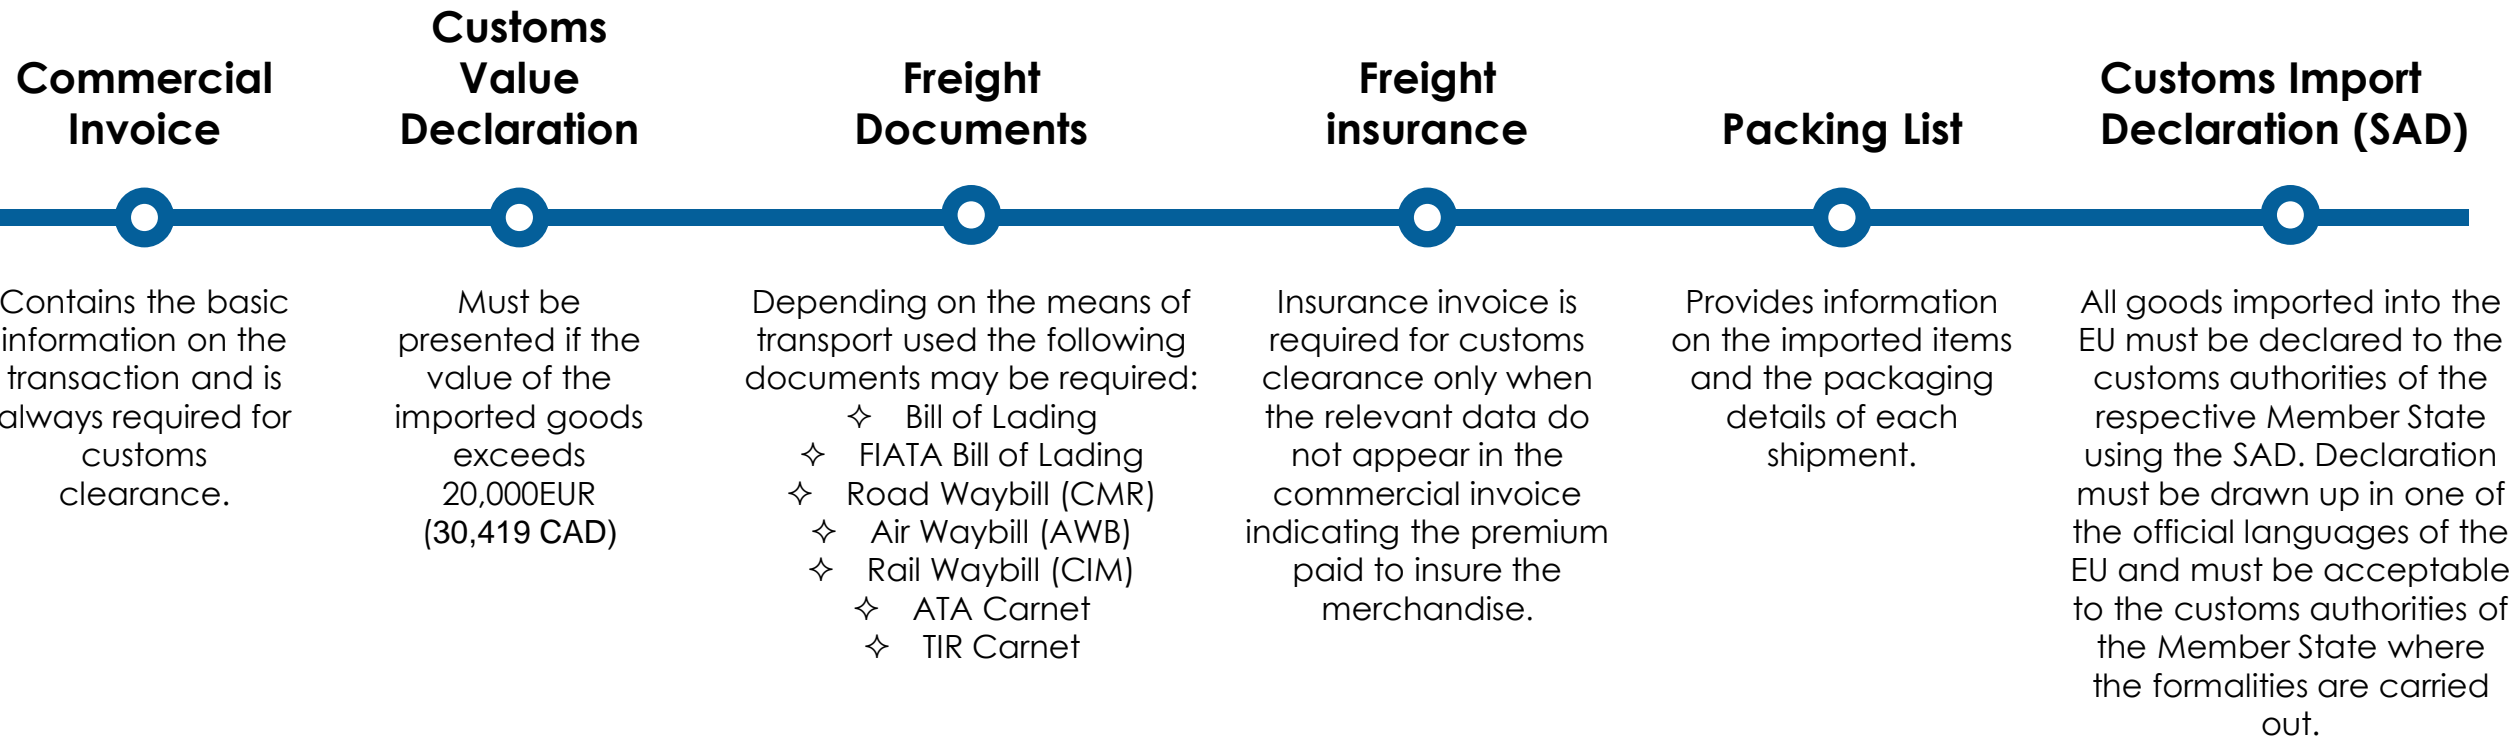 Commercial
Invoice
Contains the basic
information on the
transaction and is
always required for
customs
clearance.
Customs
Value
Declaration
Must be
presented if the
value of the
imported goods
exceeds
20,000EUR
(30,419 CAD)
Freight
Documents
Depending on the means of
transport used the following
documents may be required:
✧ Bill of Lading
✧ FIATA Bill of Lading
✧ Road Waybill (CMR)
✧ Air Waybill (AWB)
✧ Rail Waybill (CIM)
✧ ATA Carnet
✧ TIR Carnet
Freight
insurance
Insurance invoice is
required for customs
clearance only when
the relevant data do
not appear in the
commercial invoice
indicating the premium
paid to insure the
merchandise.
Packing List
Provides information
on the imported items
and the packaging
details of each
shipment.
Customs Import
Declaration (SAD)
All goods imported into the
EU must be declared to the
customs authorities of the
respective Member State
using the SAD. Declaration
must be drawn up in one of
the official languages of the
EU and must be acceptable
to the customs authorities of
the Member State where
the formalities are carried
out.